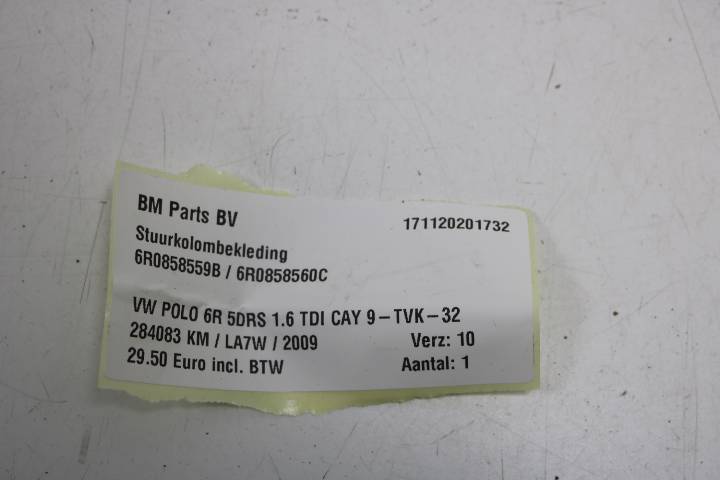 BM Parts BV 171120201732
Stuurkolombekleding
6R0858559B / 6R0858560C
VW POLO 6R 5DRS 1.6 TDI CAY 9-TVK-32
284083 KM / LA7W / 2009 Verz: 10
29.50 Euro incl. BTW Aantal: 1